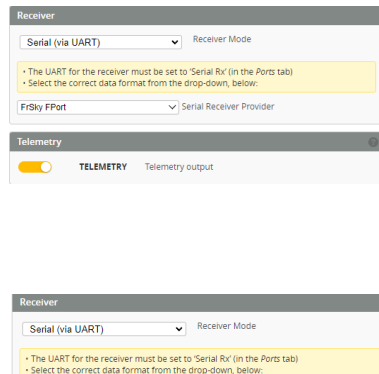 Receiver
Serial (via UART) Receiver Mode
• The UART for the receiver must be set to 'Serial Rx' (in the Ports tab)
• Select the correct data format from the drop-down, below:
FrSky FPort Serial Receiver Provider
Telemetry
TELEMETRY Telemetry output
Receiver
Serial (via UART) Receiver Mode
• The UART for the receiver must be set to 'Serial Rx' (in the Ports tab)
• Select the correct data format from the drop-down, below: